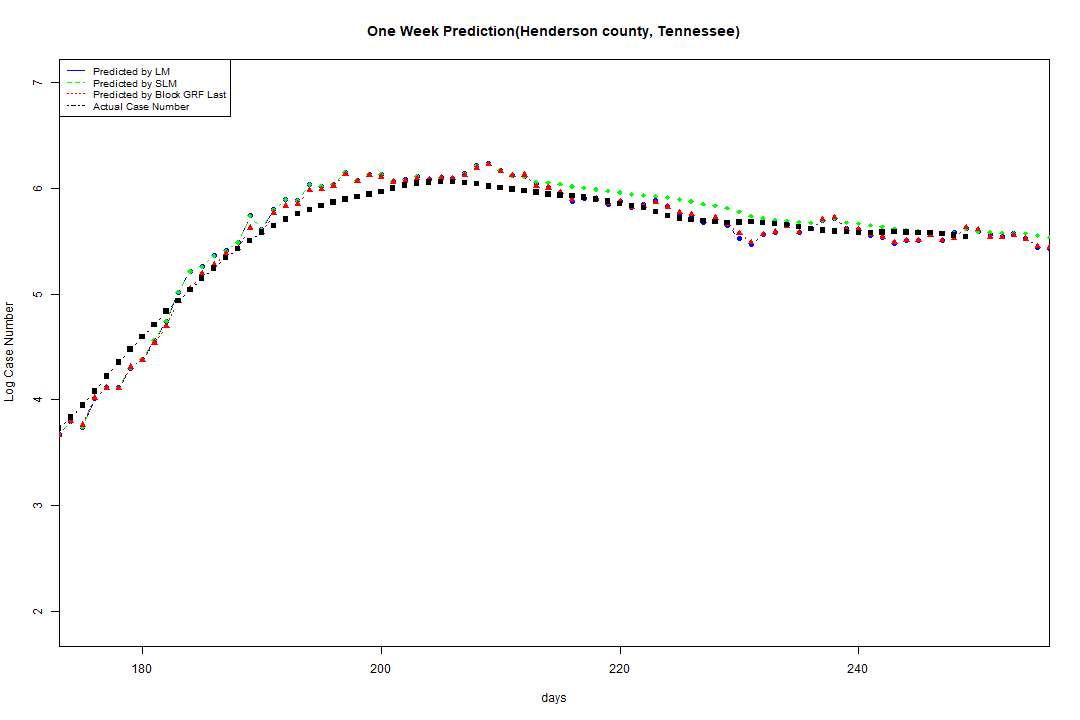 One Week Prediction(Henderson county, Tennessee)
Predicted by LM
Predicted by SLM
Predicted by Block GRF Last
Actual Case Number
7
6
5
4
3
2
Log Case Number
180 200 220 240
days